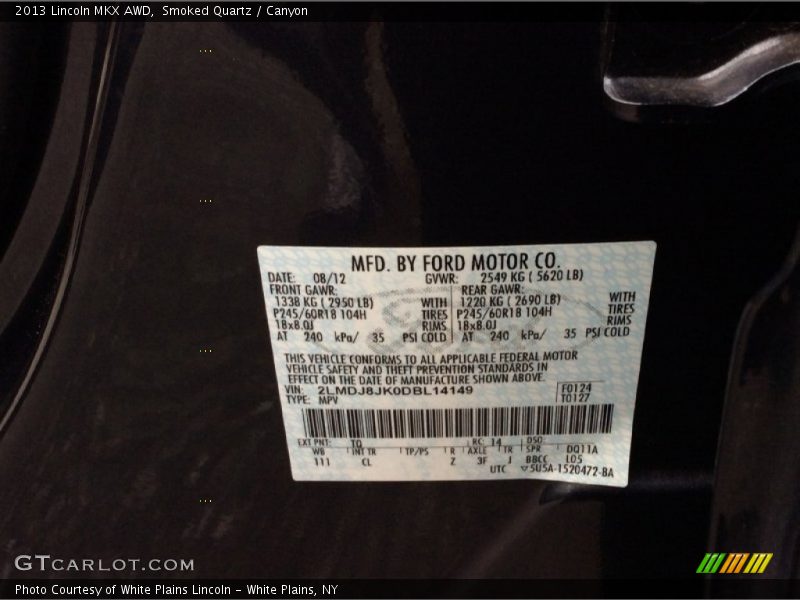 2013 Lincoln MKX AWD, Smoked Quartz / Canyon
MFD. BY FORD MOTOR CO.
DATE: 08/12 GVWR: 2549 KG ( 5620 LB)
FRONT GAWR: REAR GAWR:
1338 KG ( 2950 LB) WITH 1220 KG ( 2690 LB) WITH
P245/60R18 104H TIRES P245/60R18 104H TIRES
18x8.0J RIMS 18x8.0J RIMS
AT 240 kPa/ 35 PSI COLD AT 240 kPa/ 35 PSI COLD
THIS VEHICLE CONFORMS TO ALL APPLICABLE FEDERAL MOTOR
VEHICLE SAFETY AND THEFT PREVENTION STANDARDS IN
EFFECT ON THE DATE OF MANUFACTURE SHOWN ABOVE.
VIN: 2LMDJ8JK0DBL14149 F0124
TYPE: MPV T0127
EXT PNT: TQ RC: 14 DSO:
WB INT TR TP/PS R AXLE TR SPR DQ11A
111 CL Z 3F J BBCC L05
UTC ▽5U5A-1520472-BA
GTCARLOT.COM
Photo Courtesy of White Plains Lincoln - White Plains, NY